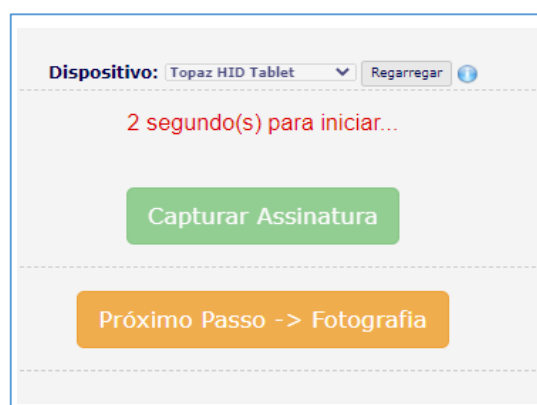 Dispositivo: Topaz HID Tablet Regarregar
2 segundo(s) para iniciar...
Capturar Assinatura
Próximo Passo -> Fotografia